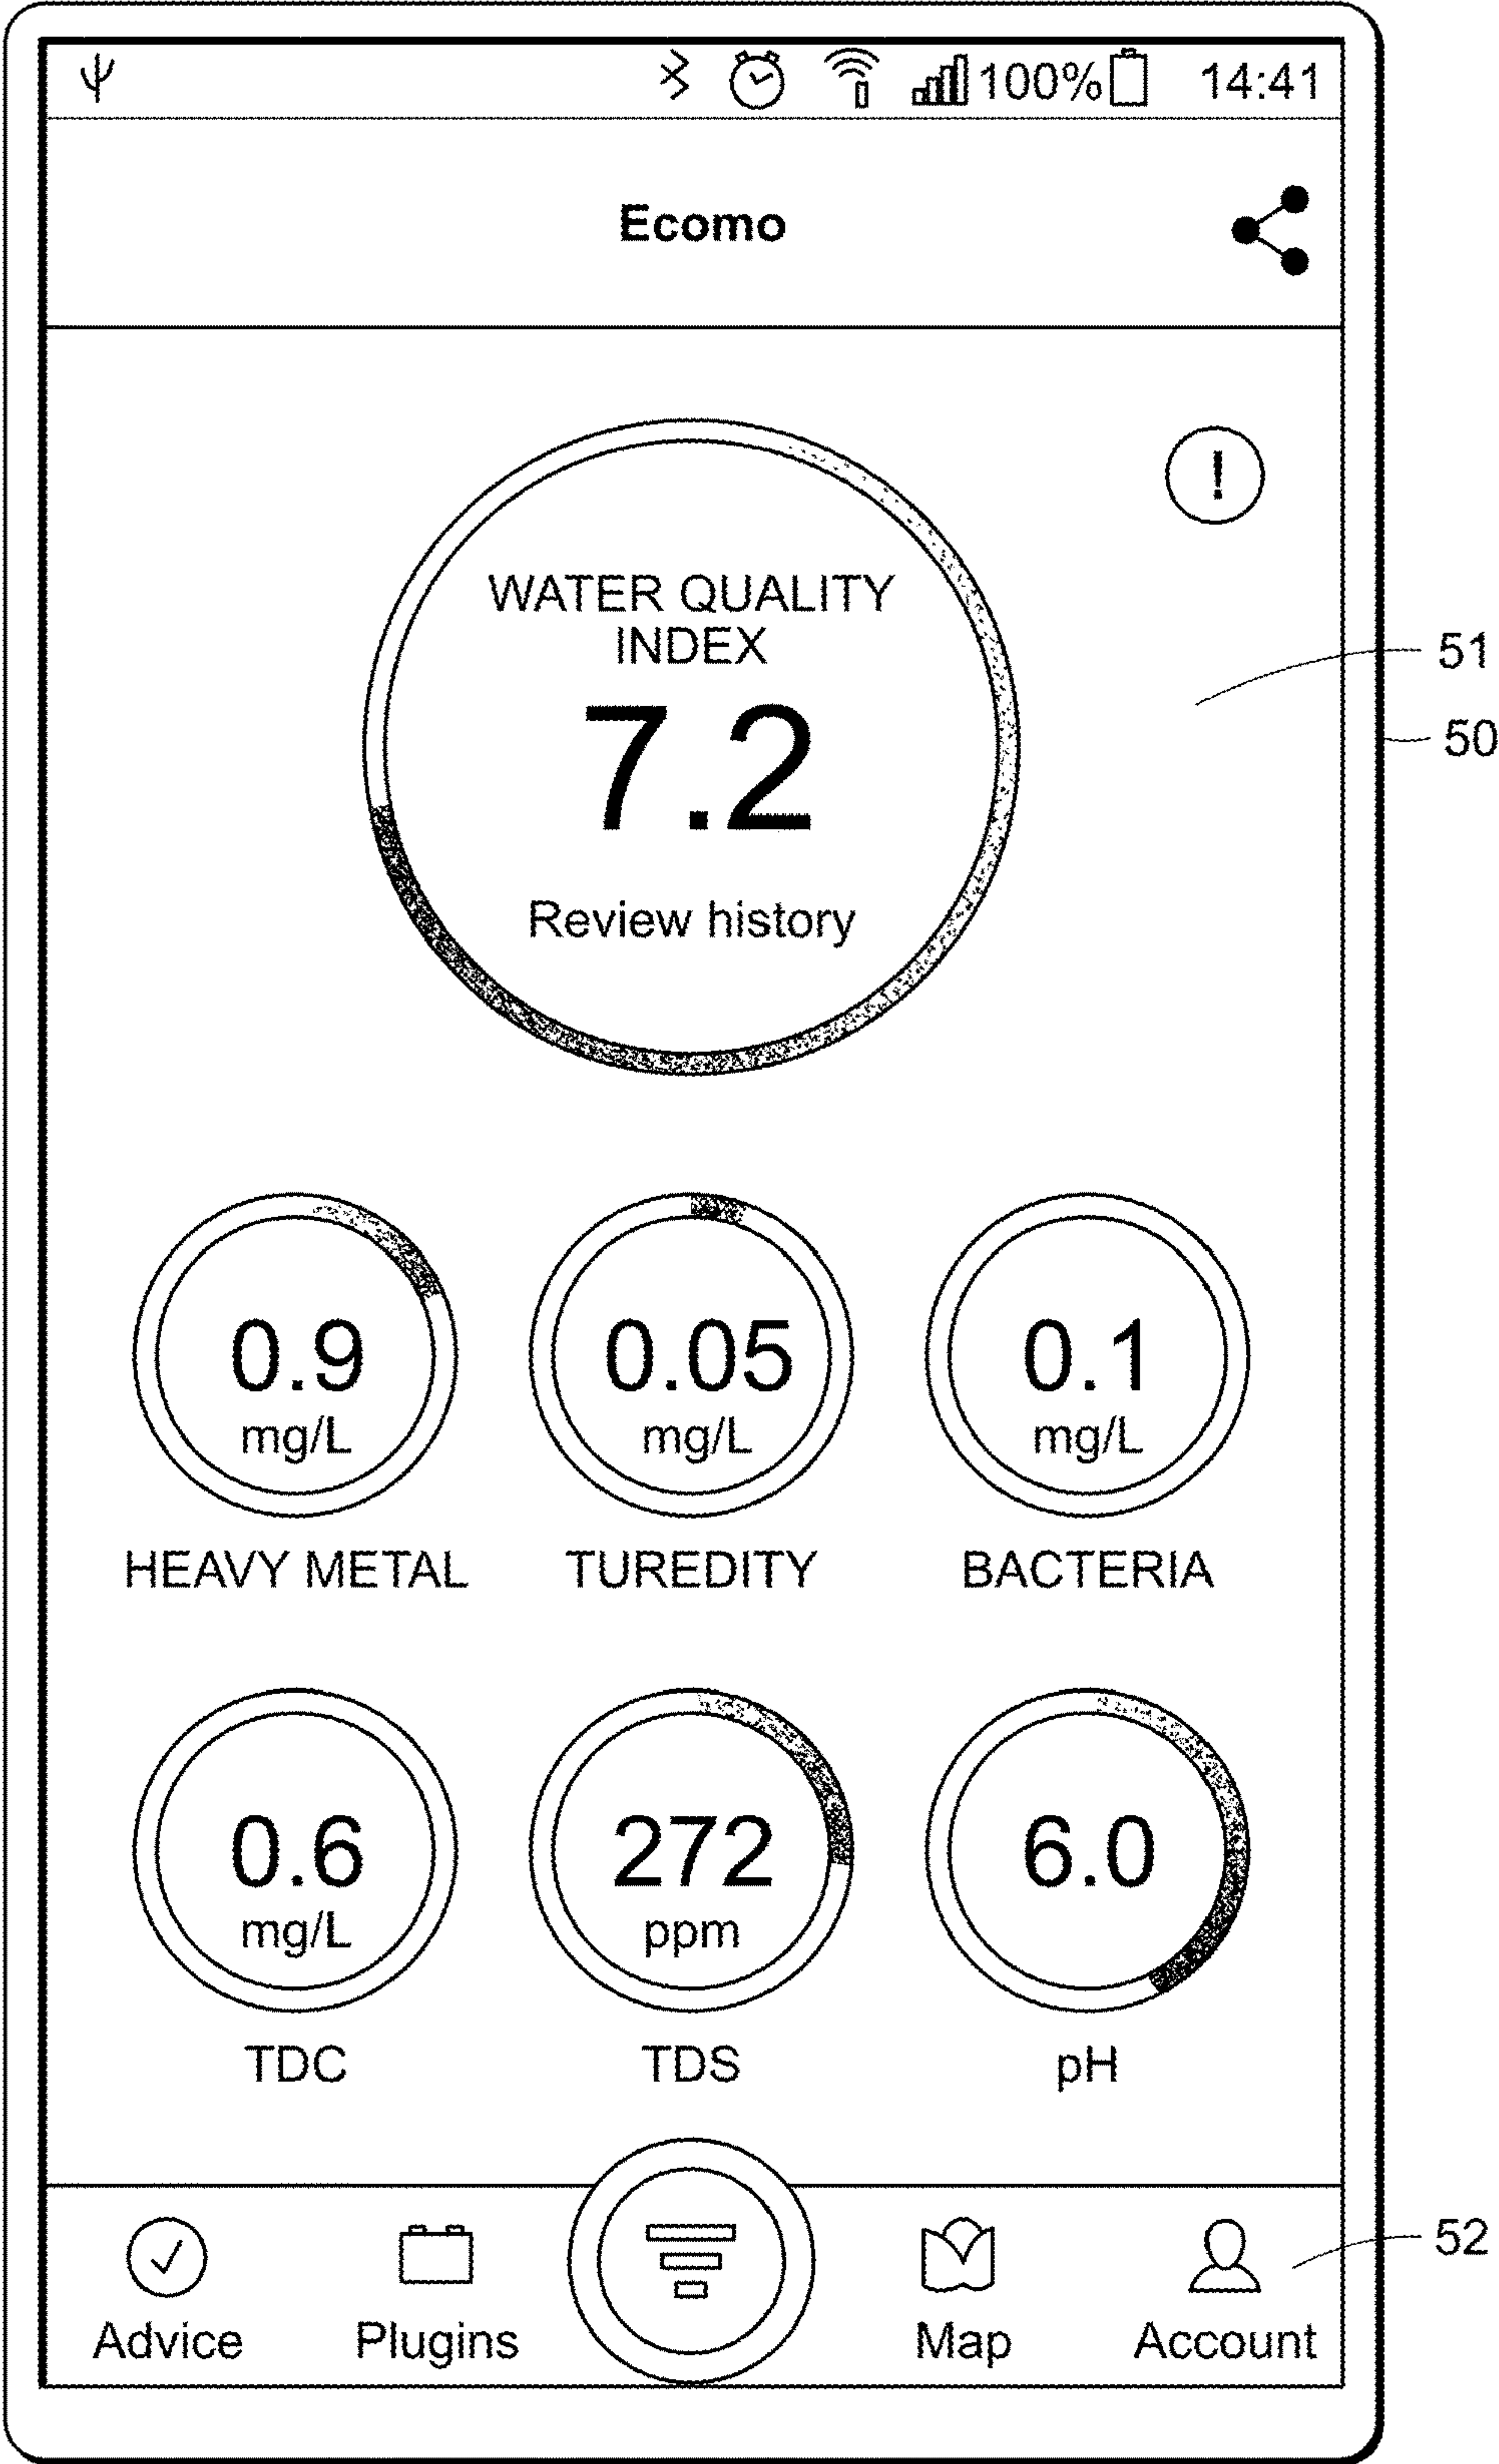 100% 14:41
Ecomo
!
WATER QUALITY
INDEX
7.2
Review history
51
50
0.9
mg/L
HEAVY METAL
0.05
mg/L
TUREDITY
0.1
mg/L
BACTERIA
0.6
mg/L
TDC
272
ppm
TDS
6.0
pH
52
Advice
Plugins
Map
Account